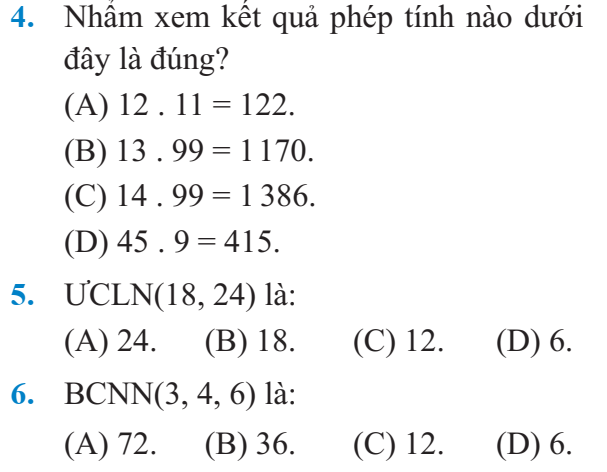 4. Nhẩm xem kết quả phép tính nào dưới
đây là đúng?
(A) 12 . 11 = 122.
(B) 13 . 99 = 1 170.
(C) 14 . 99 = 1 386.
(D) 45 . 9 = 415.
5. ƯCLN(18, 24) là:
(A) 24. (B) 18. (C) 12. (D) 6.
6. BCNN(3, 4, 6) là:
(A) 72. (B) 36. (C) 12. (D) 6.